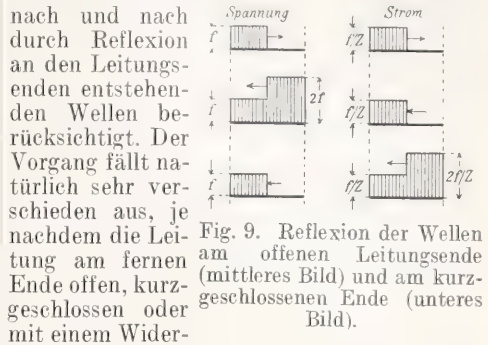 nach und nach
durch Reflexion
an den Leitungs-
enden entstehen-
den Wellen be-
rücksichtigt. Der
Vorgang fällt na-
türlich sehr ver-
schieden aus, je
nachdem die Lei-
tung am fernen
Ende offen, kurz-
geschlossen oder
mit einem Wider-
Spannung
Strom
f
f/Z
f
2f
f/Z
f
f/Z
2f/Z
Fig. 9. Reflexion der Wellen
am offenen Leitungsende
(mittleres Bild) und am kurz-
geschlossenen Ende (unteres
Bild).